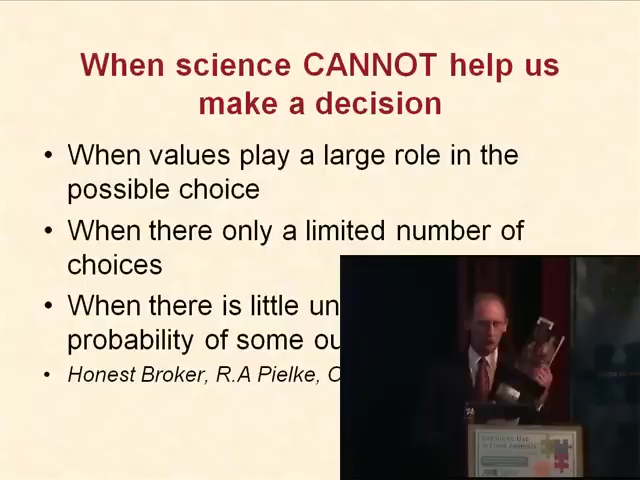 When science CANNOT help us
make a decision
• When values play a large role in the
possible choice
• When there only a limited number of
choices
• When there is little un
probability of some ou
• Honest Broker, R.A Pielke, C